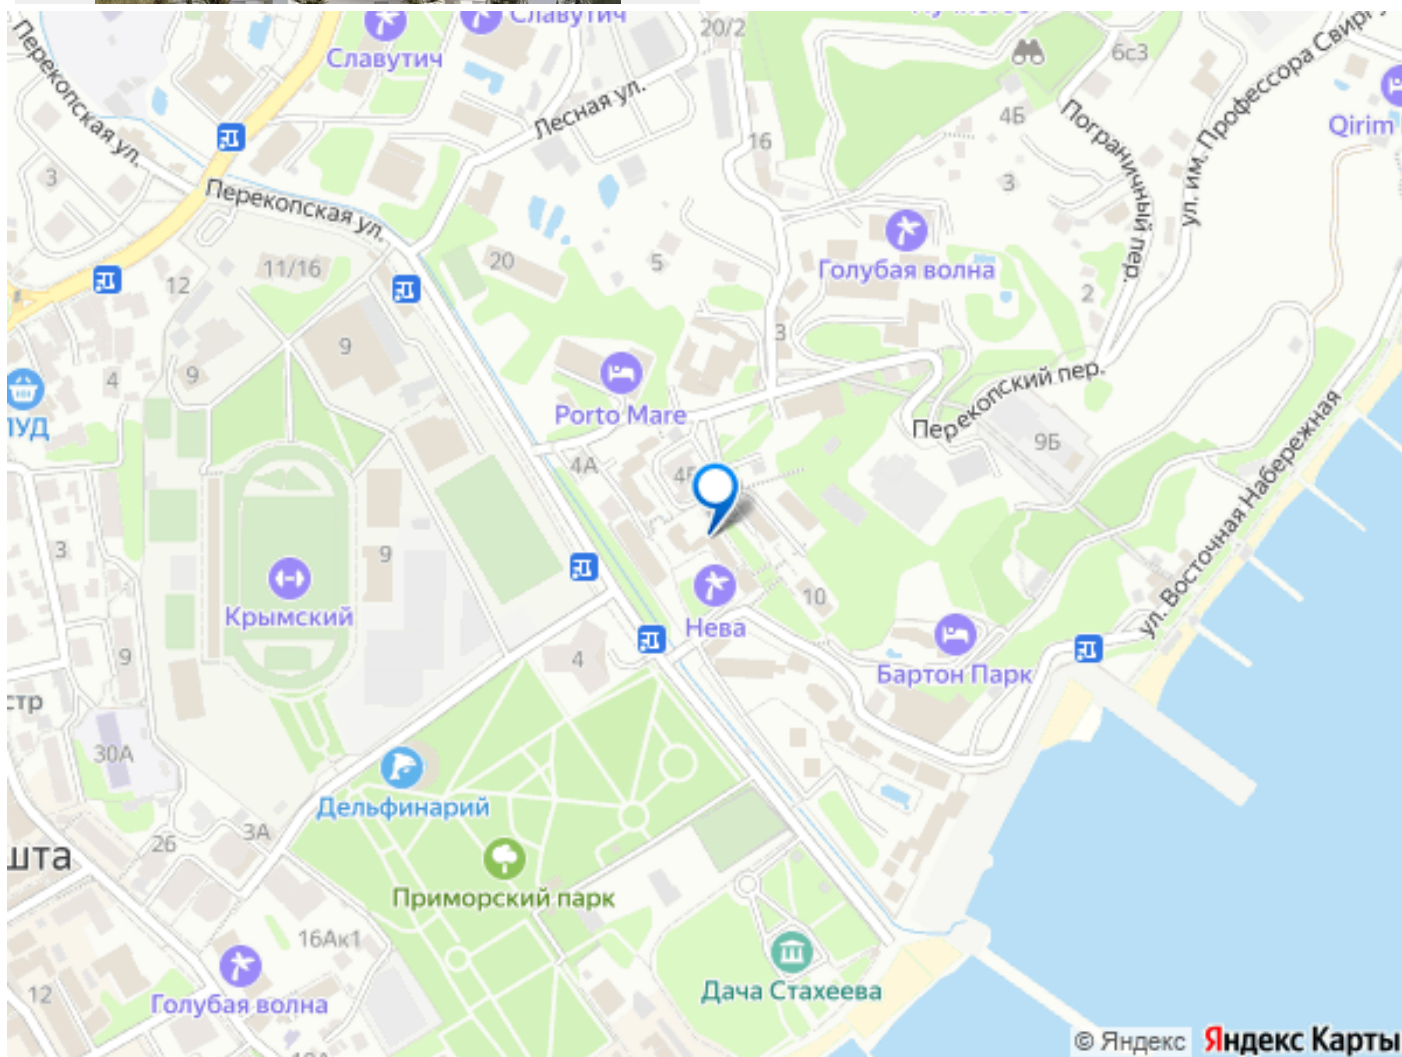 Славутич
Славутич
20/2
6с3
Перекопская ул.
Лесная ул.
16
4Б
Пограничный пер.
ул. им. Профессора Свиргу
Qirim
3
3
Перекопская ул.
11/16
12
20
5
Голубая волна
2
3
9
9
4
ПУД
Porto Mare
Перекопский пер.
9Б
4А
ул. Восточная Набережная
3
9
Крымский
Нева
10
9
4
Бартон Парк
стр
30А
Дельфинарий
3А
26
шта
Приморский парк
16Ак1
Дача Стахеева
12
Голубая волна
© Яндекс Яндекс Карты